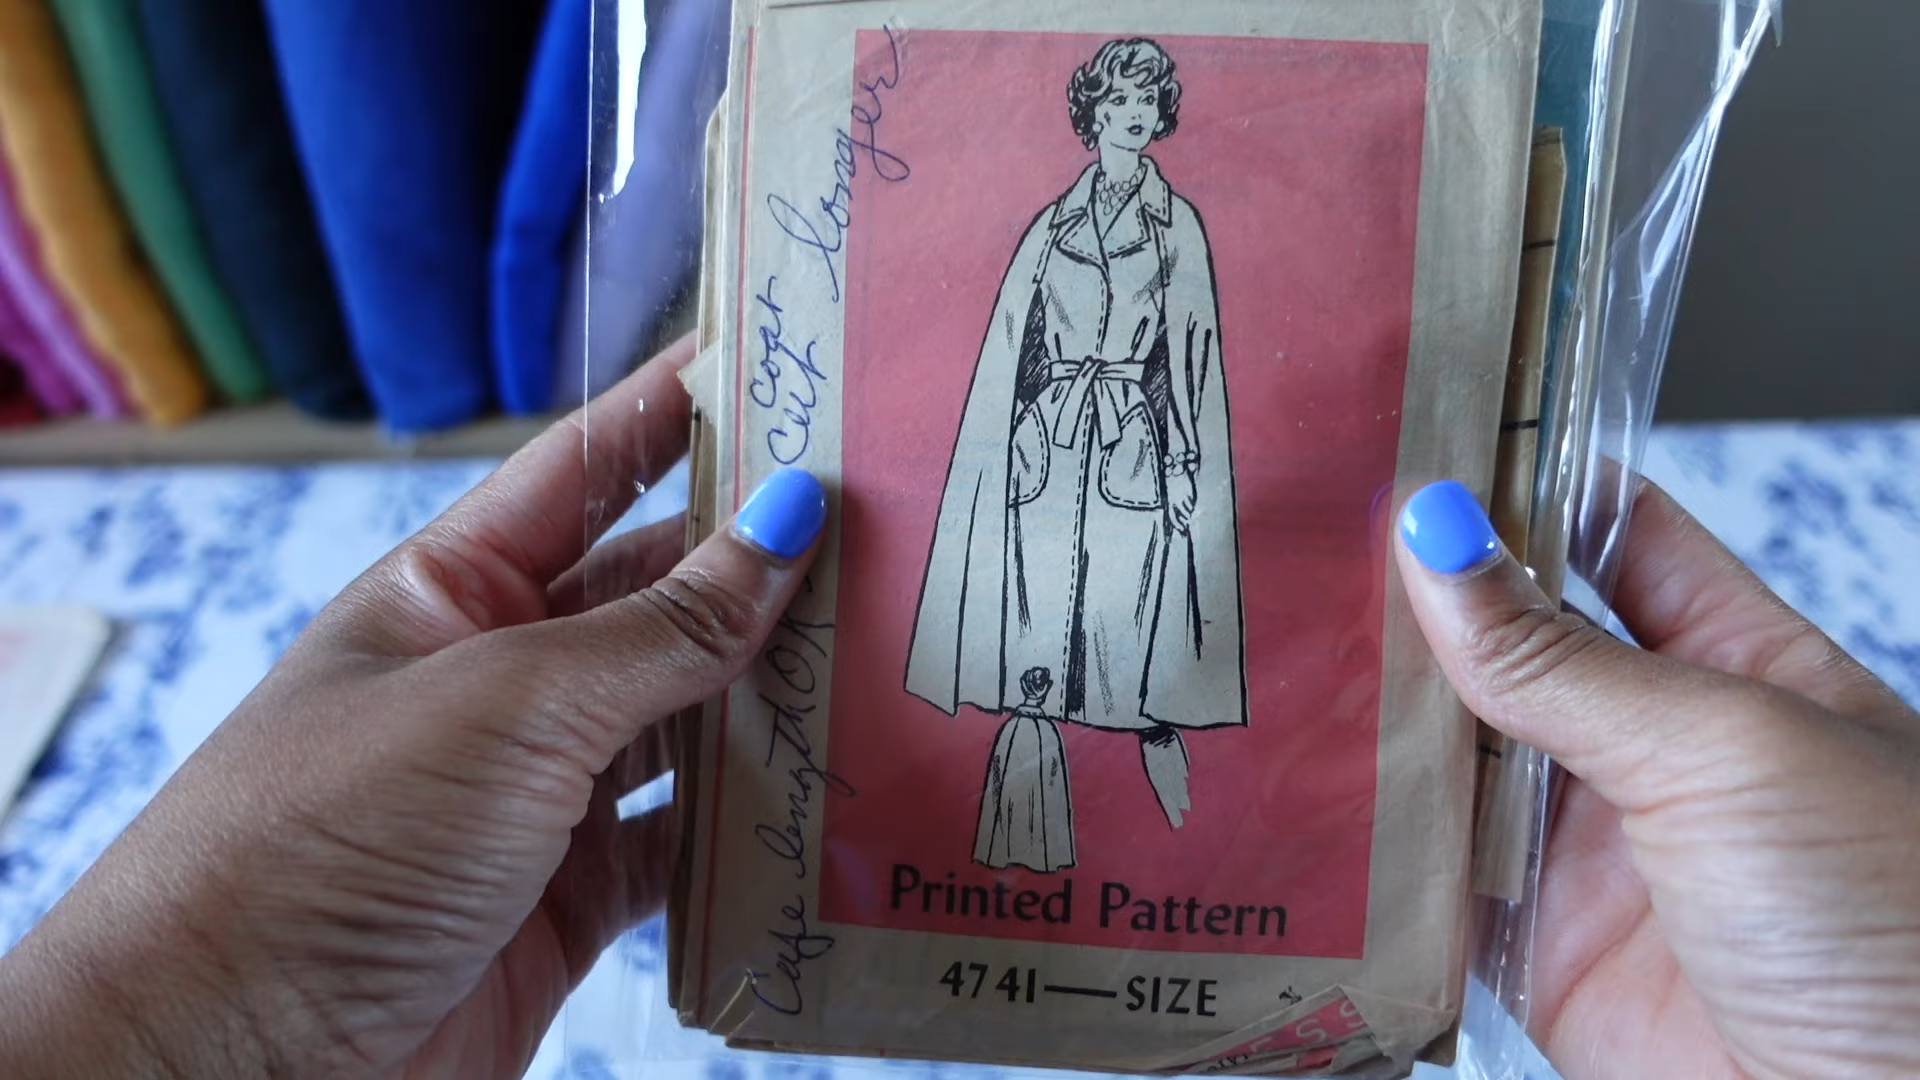 Cape length OK
coat
cut longer
Printed Pattern
4741—SIZE